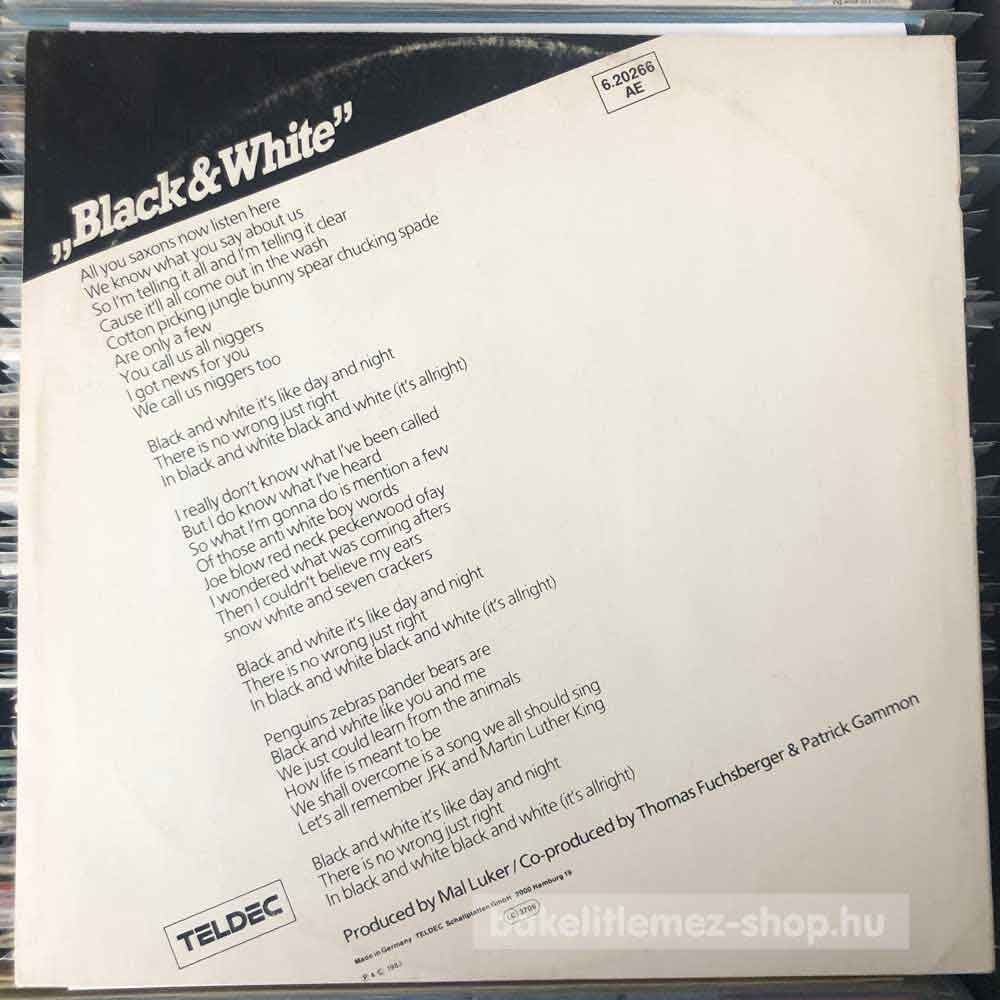 6.20266
AE
„Black&White”
All you saxons now listen here
We know what you say about us
So I'm telling it all and I'm telling it clear
Cause it'll all come out in the wash
Cotton picking jungle bunny spear chucking spade
Are only a few
You call us all niggers
I got news for you
We call us niggers too
Black and white it's like day and night
There is no wrong just right
In black and white black and white (it's allright)
I really don't know what I've been called
But I do know what I've heard
So what I'm gonna do is mention a few
Of those anti white boy words
Joe blow red neck peckerwood ofay
I wondered what was coming afters
Then I couldn't believe my ears
snow white and seven crackers
Black and white it's like day and night
There is no wrong just right
In black and white black and white (it's allright)
Penguins zebras pander bears are
Black and white like you and me
We just could learn from the animals
How life is meant to be
We shall overcome is a song we all should sing
Let's all remember JFK and Martin Luther King
Black and white it's like day and night
There is no wrong just right
In black and white black and white (it's allright)
Produced by Mal Luker/Co-produced by Thomas Fuchsberger & Patrick Gammon
TELDEC
Made in Germany TELDEC Schallplatten GmbH 2000 Hamburg 19
LC 3706
P. & C. 1983
bakelitlemez-shop.hu